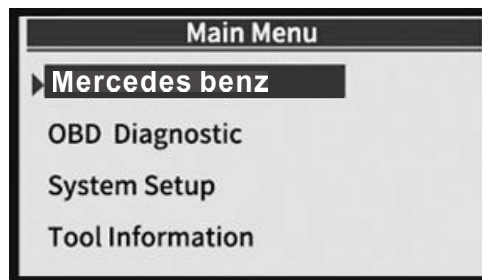 Main Menu
Mercedes benz
OBD Diagnostic
System Setup
Tool Information